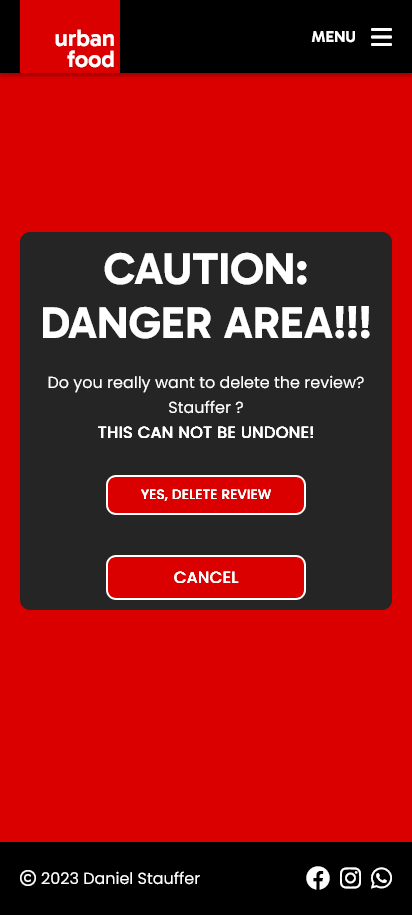 urban
food
MENU
CAUTION:
DANGER AREA!!!
Do you really want to delete the review?
Stauffer ?
THIS CAN NOT BE UNDONE!
YES, DELETE REVIEW
CANCEL
© 2023 Daniel Stauffer